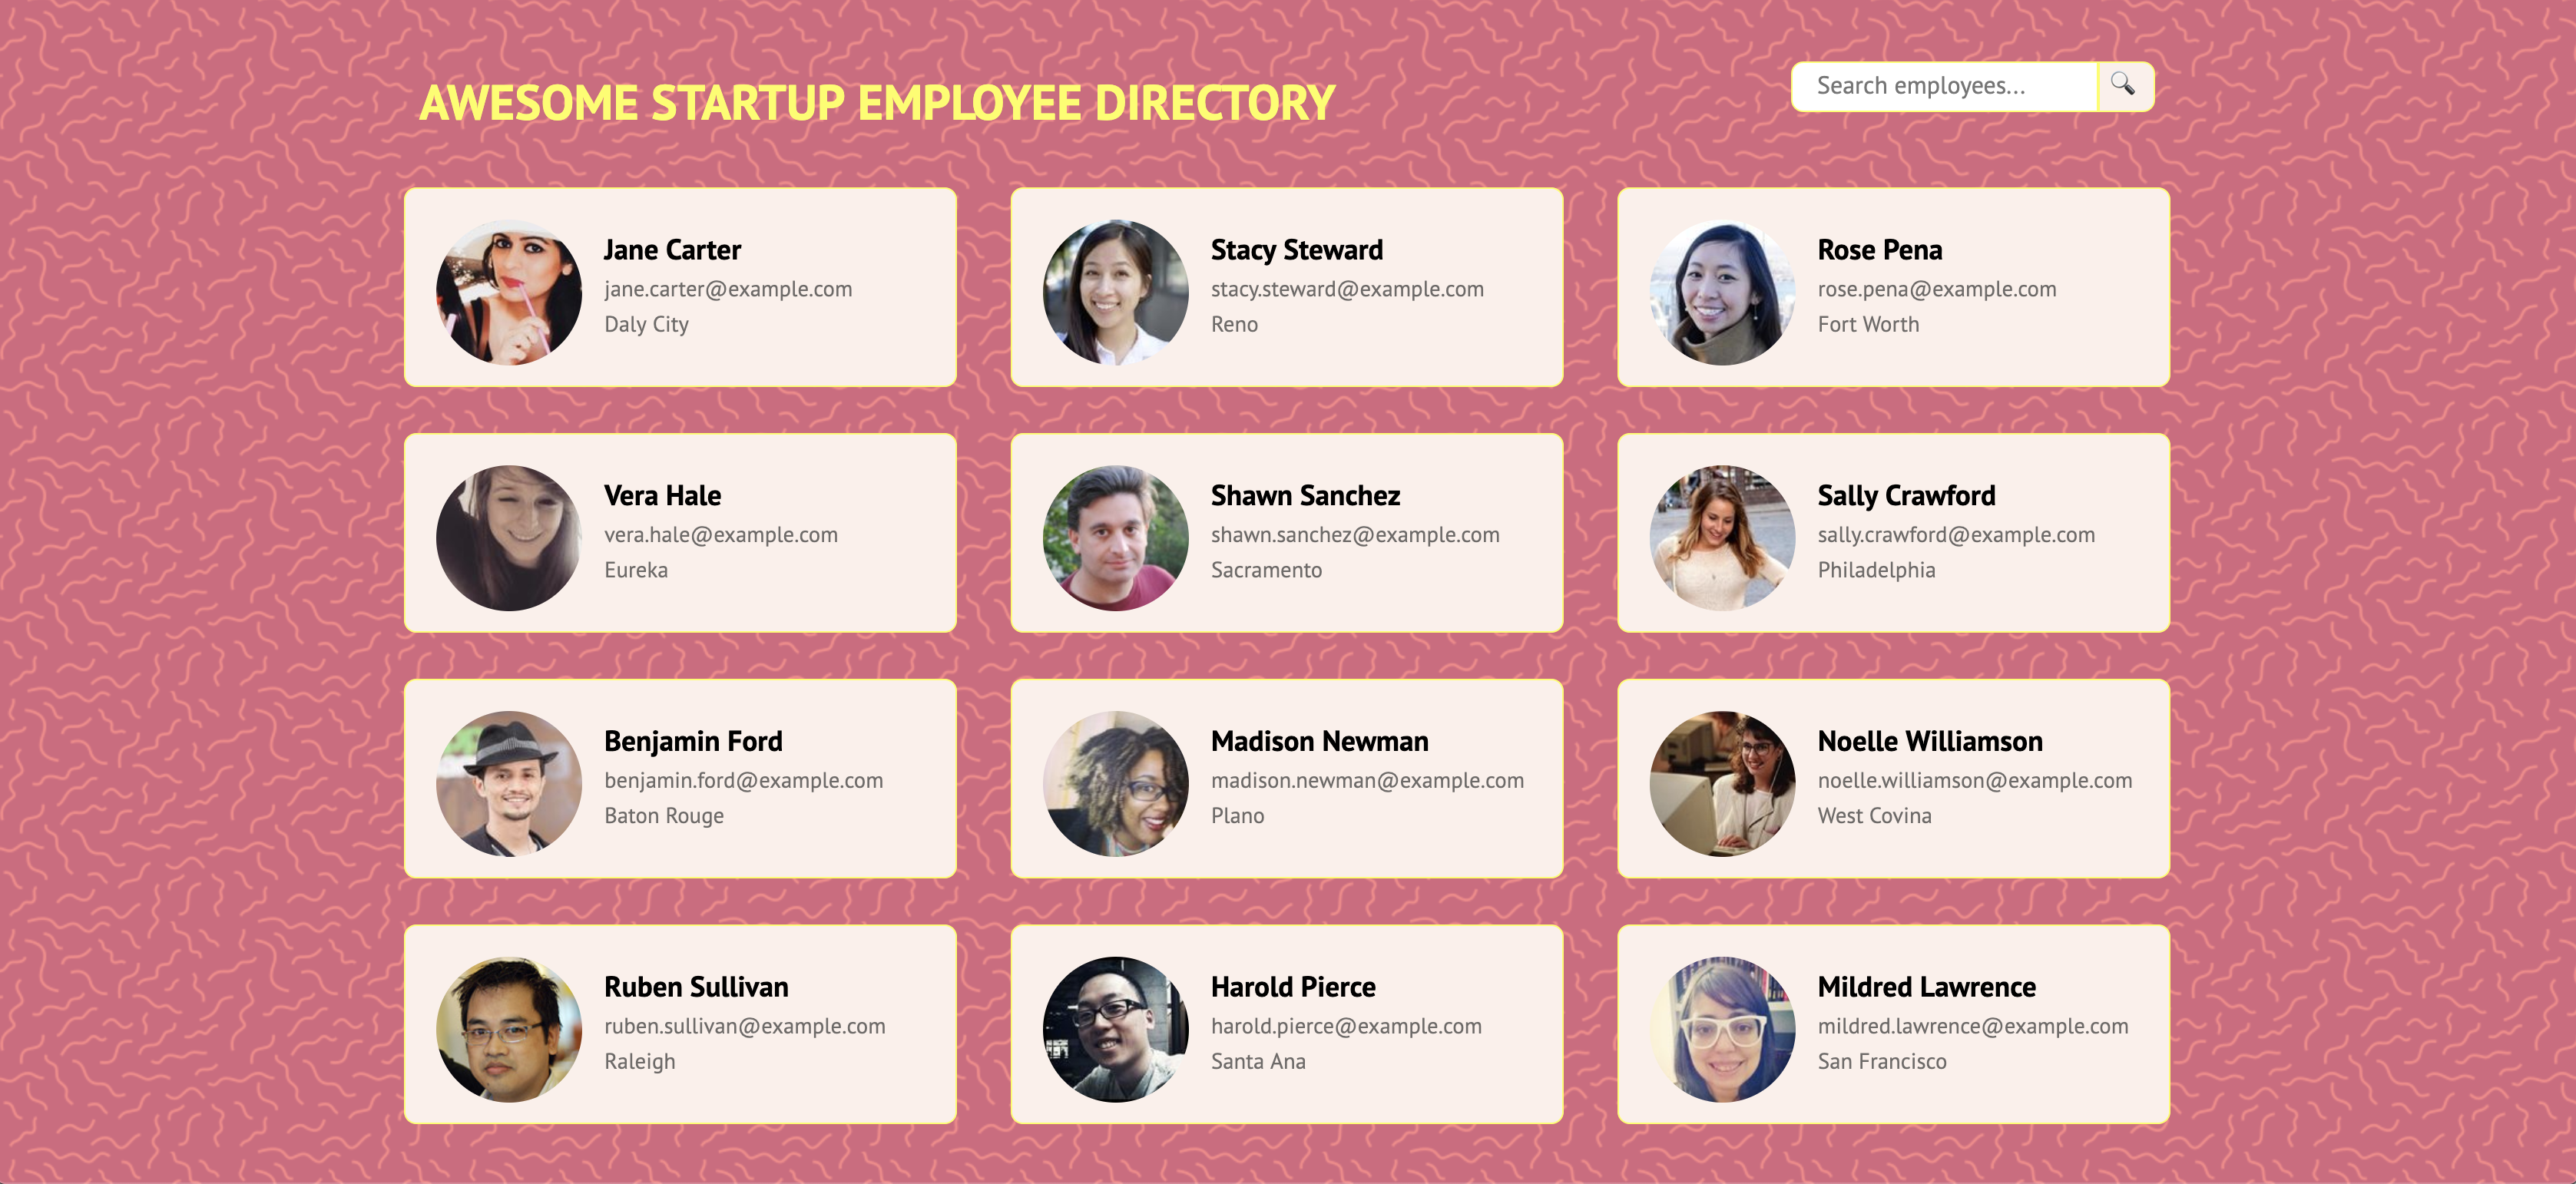 AWESOME STARTUP EMPLOYEE DIRECTORY
Search employees...
Jane Carter
jane.carter@example.com
Daly City
Stacy Steward
stacy.steward@example.com
Reno
Rose Pena
rose.pena@example.com
Fort Worth
Vera Hale
vera.hale@example.com
Eureka
Shawn Sanchez
shawn.sanchez@example.com
Sacramento
Sally Crawford
sally.crawford@example.com
Philadelphia
Benjamin Ford
benjamin.ford@example.com
Baton Rouge
Madison Newman
madison.newman@example.com
Plano
Noelle Williamson
noelle.williamson@example.com
West Covina
Ruben Sullivan
ruben.sullivan@example.com
Raleigh
Harold Pierce
harold.pierce@example.com
Santa Ana
Mildred Lawrence
mildred.lawrence@example.com
San Francisco